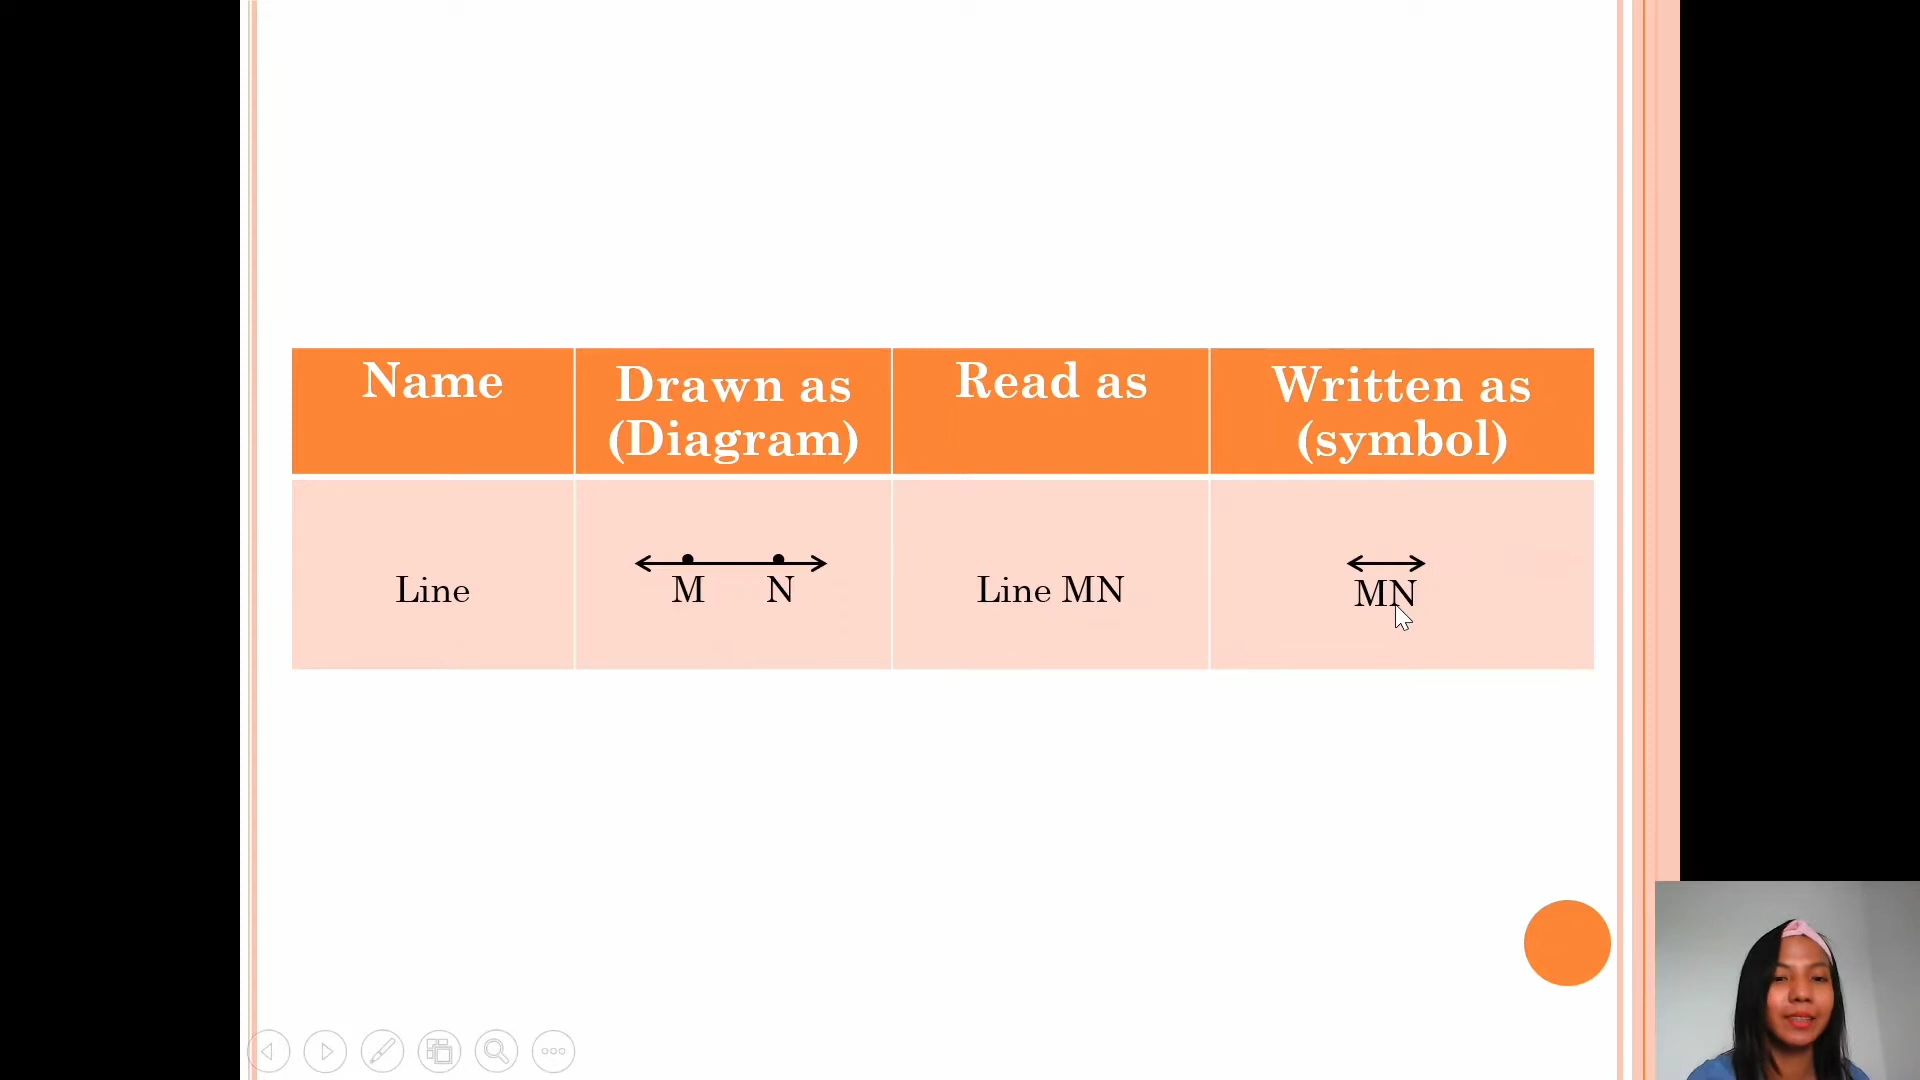 Name
Drawn as
(Diagram)
Read as
Written as
(symbol)
Line
M N
Line MN
MN